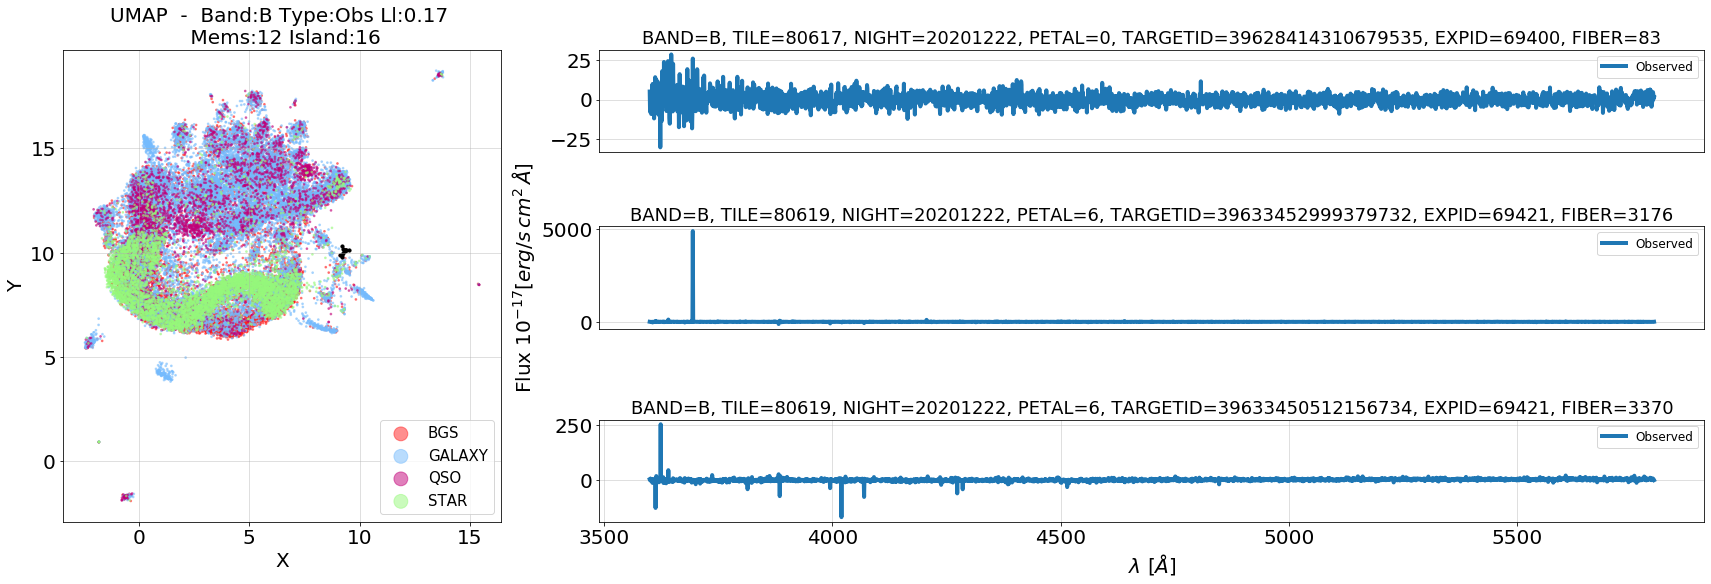 UMAP  -  Band:B Type:Obs Ll:0.17
Mems:12 Island:16
Y
15
10
5
0
0
5
10
15
X
BGS
GALAXY
QSO
STAR
Flux 10^{-17}[erg/s cm^2 Å]
BAND=B, TILE=80617, NIGHT=20201222, PETAL=0, TARGETID=39628414310679535, EXPID=69400, FIBER=83
25
0
−25
Observed
BAND=B, TILE=80619, NIGHT=20201222, PETAL=6, TARGETID=39633452999379732, EXPID=69421, FIBER=3176
5000
0
Observed
BAND=B, TILE=80619, NIGHT=20201222, PETAL=6, TARGETID=39633450512156734, EXPID=69421, FIBER=3370
250
0
Observed
3500
4000
4500
5000
5500
λ [Å]